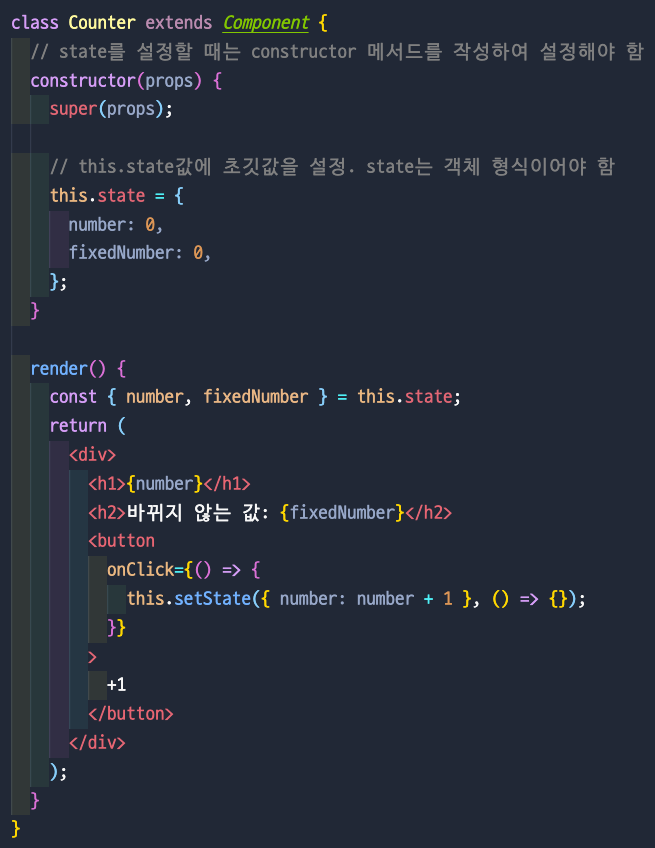 class Counter extends Component {
// state를 설정할 때는 constructor 메서드를 작성하여 설정해야 함
constructor(props) {
super(props);
// this.state값에 초깃값을 설정. state는 객체 형식이어야 함
this.state = {
number: 0,
fixedNumber: 0,
};
}
render() {
const { number, fixedNumber } = this.state;
return (
<div>
<h1>{number}</h1>
<h2>바뀌지 않는 값: {fixedNumber}</h2>
<button
onClick={() => {
this.setState({ number: number + 1 }, () => {});
}}
>
+1
</button>
</div>
);
}
}